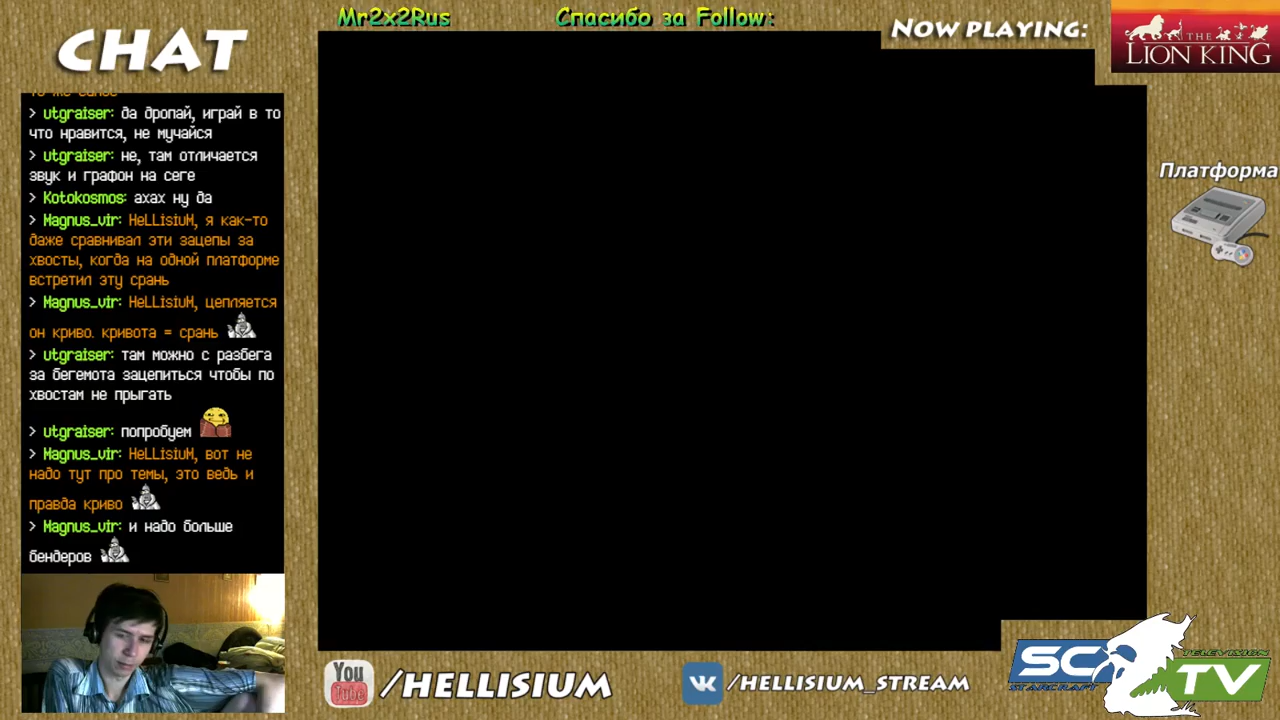 Mr2x2Rus
Спасибо за Follow:
CHAT
NOW PLAYING:
THE
LION KING
Платформа
> utgraiser: да дропай, играй в то
что нравится, не мучайся
> utgraiser: не, там отличается
звук и графон на сеге
> Kotokosmos: ахах ну да
> Magnus_vir: HeLLisiuM, я как-то
даже сравнивал эти зацепы за
хвосты, когда на одной платформе
встретил эту срань
> Magnus_vir: HeLLisiuM, цепляется
он криво. кривота = срань
> utgraiser: там можно с разбега
за бегемота зацепиться чтобы по
хвостам не прыгать
> utgraiser: попробуем
> Magnus_vir: HeLLisiuM, вот не
надо тут про темы, это ведь и
правда криво
> Magnus_vir: и надо больше
бендеров
You
Tube
/HELLISIUM
/HELLISIUM_STREAM
SC
STARCRAFT
TELEVISION
TV